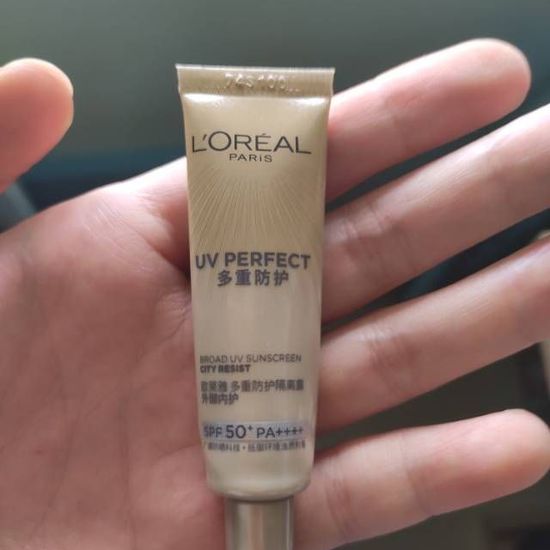 L'ORÉAL
PARIS
UV PERFECT
多重防护
BROAD UV SUNSCREEN
CITY RESIST
欧莱雅 多重防护隔离露
外御内护
SPF 50+ PA++++